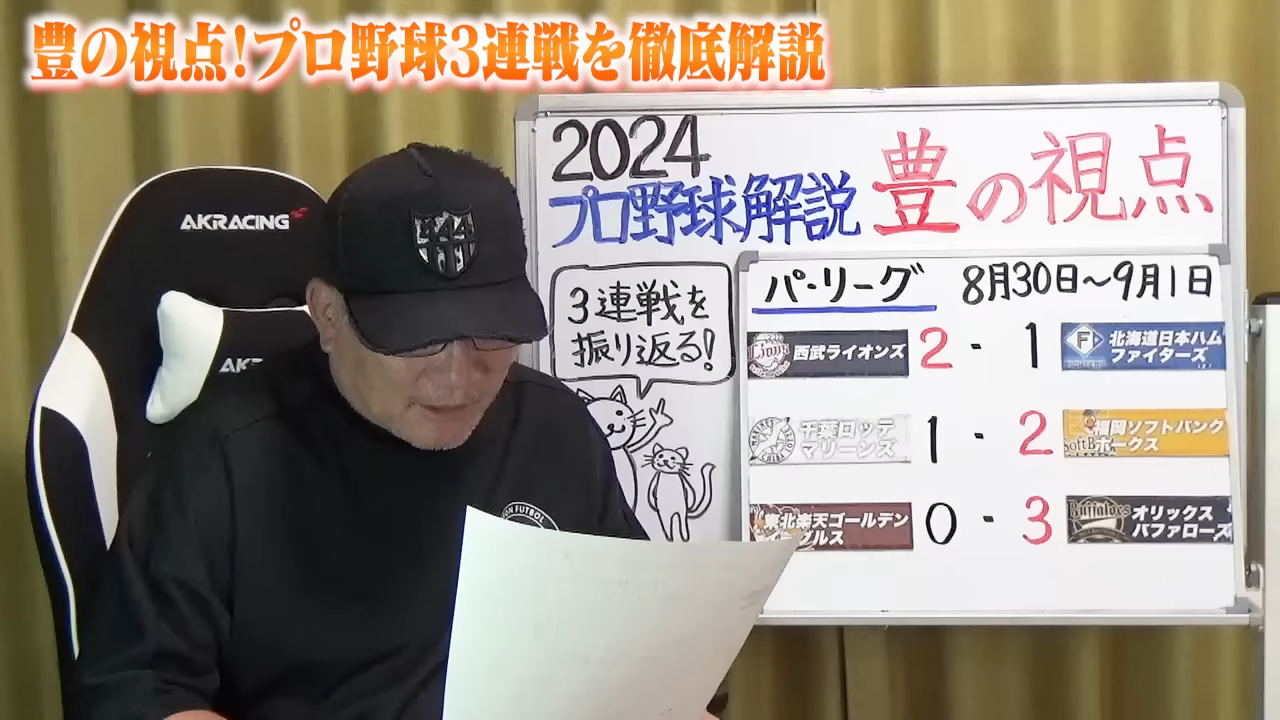 豊の視点!プロ野球3連戦を徹底解説
2024
プロ野球解説 豊の視点
3連戦を
振り返る!
パ・リーグ 8月30日~9月1日
Lions 西武ライオンズ 2 - 1 F 北海道日本ハム
ファイターズ
FIGHTERS
千葉ロッテ
マリーンズ 1 - 2 福岡ソフトバンク
SoftB ホークス
東北楽天ゴールデン 0 - 3 Buffaloes オリックス
バファローズ
AKRACING
444